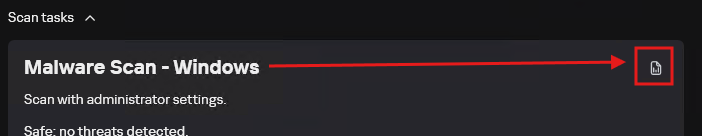 Scan tasks
Malware Scan - Windows
Scan with administrator settings.
Safe: no threats detected.